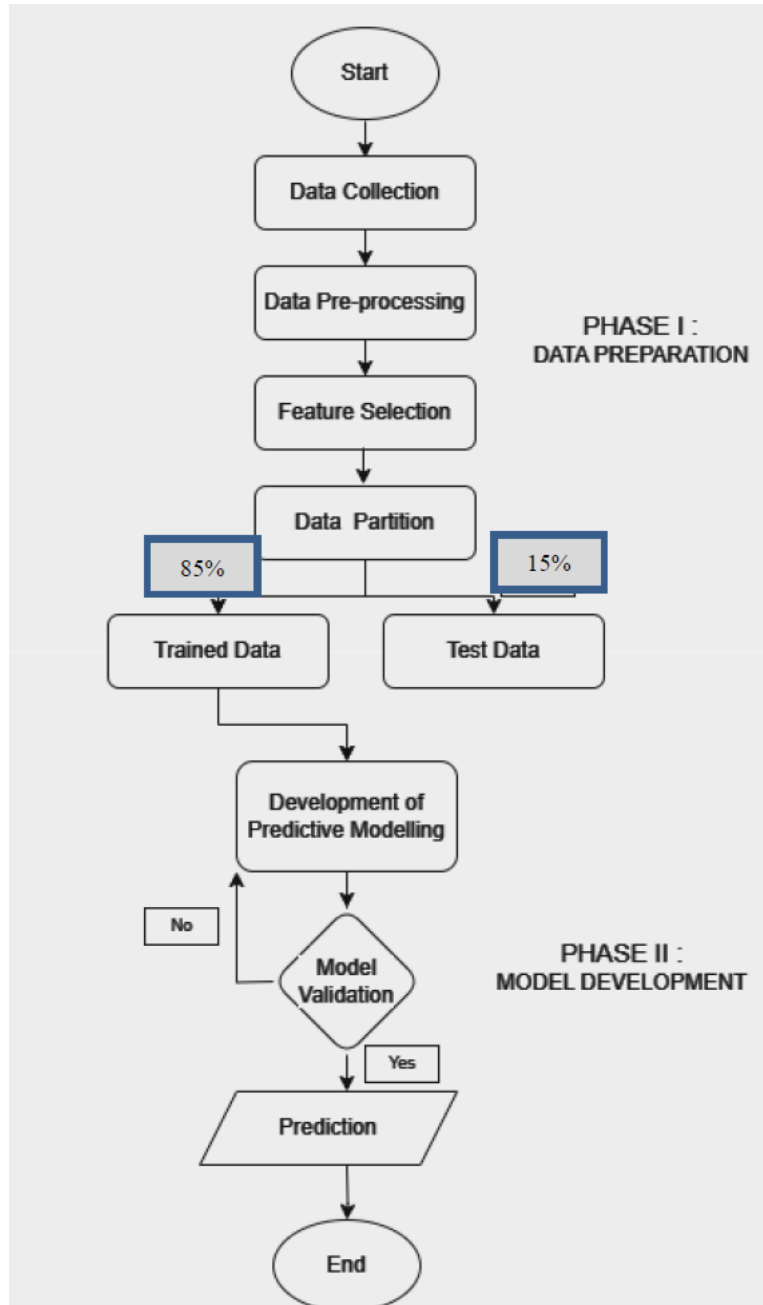 Start
Data Collection
Data Pre-processing
PHASE I :
DATA PREPARATION
Feature Selection
Data Partition
85%
15%
Trained Data
Test Data
Development of
Predictive Modelling
No
Model
Validation
PHASE II :
MODEL DEVELOPMENT
Yes
Prediction
End